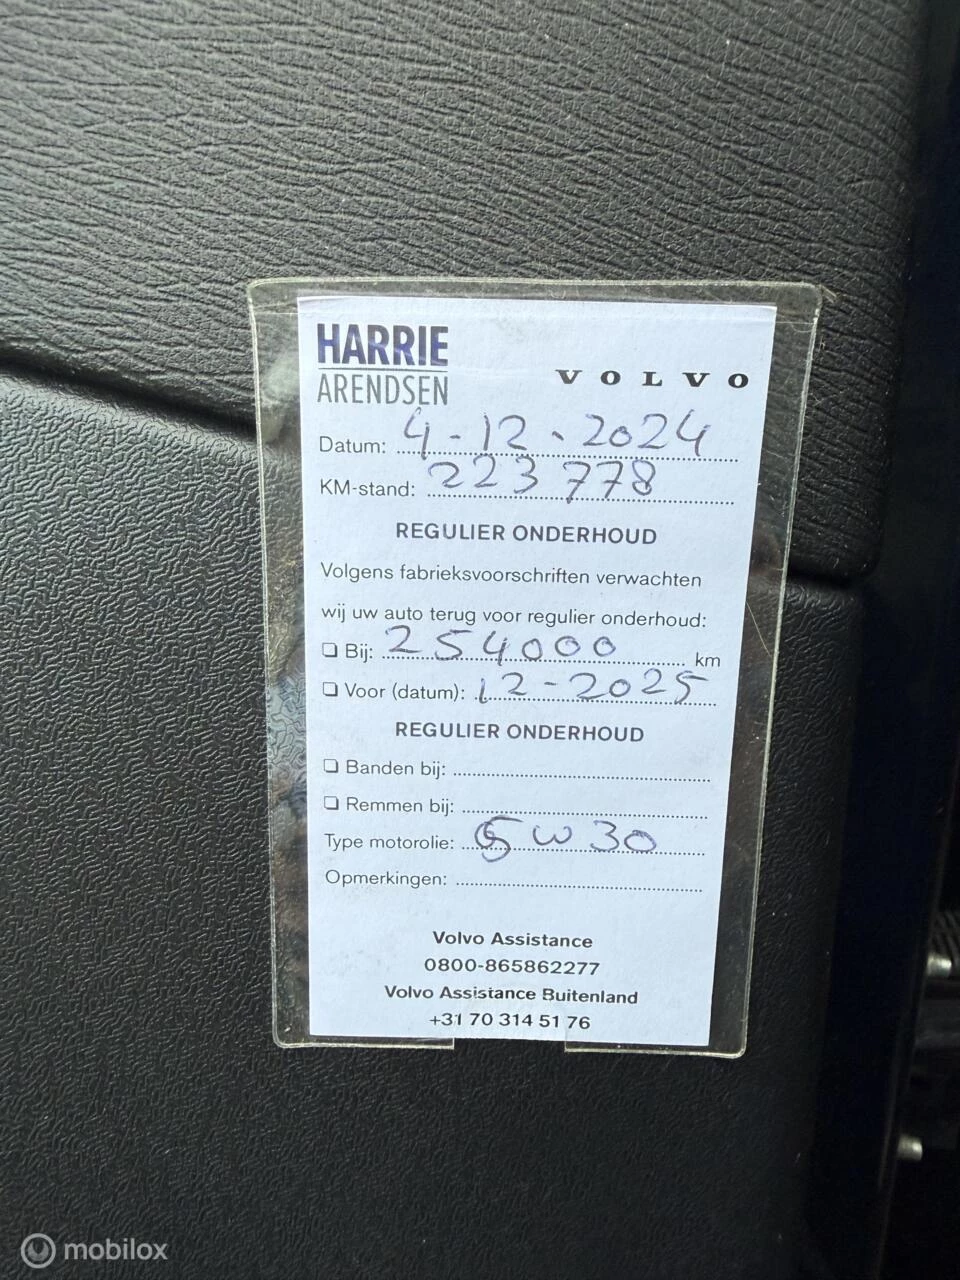 HARRIE
ARENDSEN
VOLVO
Datum: 4-12-2024
KM-stand: 223778
REGULIER ONDERHOUD
Volgens fabrieksvoorschriften verwachten
wij uw auto terug voor regulier onderhoud:
Bij: 254000 km
Voor (datum): 12-2025
REGULIER ONDERHOUD
Banden bij:
Remmen bij:
Type motorolie: 5W30
Opmerkingen:
Volvo Assistance
0800-865862277
Volvo Assistance Buitenland
+31 70 314 51 76
mobilox